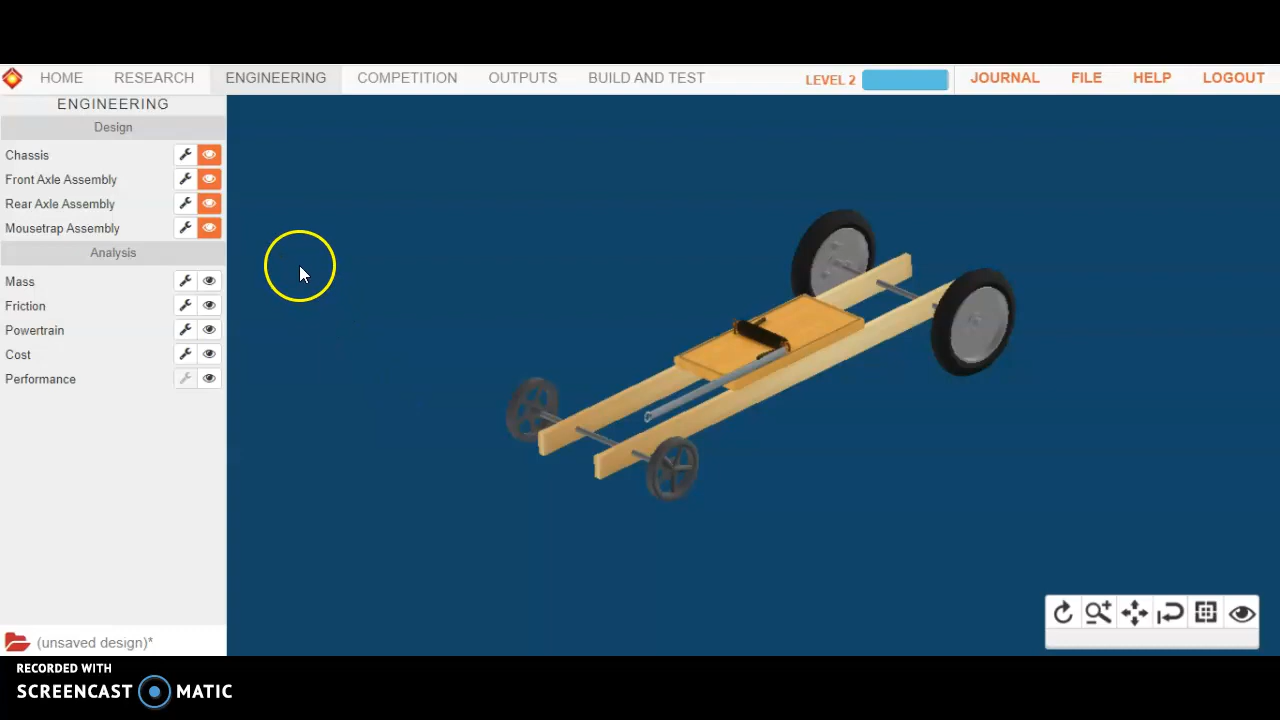 HOME RESEARCH ENGINEERING COMPETITION OUTPUTS BUILD AND TEST LEVEL 2 JOURNAL FILE HELP LOGOUT
ENGINEERING
Design
Chassis
Front Axle Assembly
Rear Axle Assembly
Mousetrap Assembly
Analysis
Mass
Friction
Powertrain
Cost
Performance
(unsaved design)*
RECORDED WITH
SCREENCAST MATIC